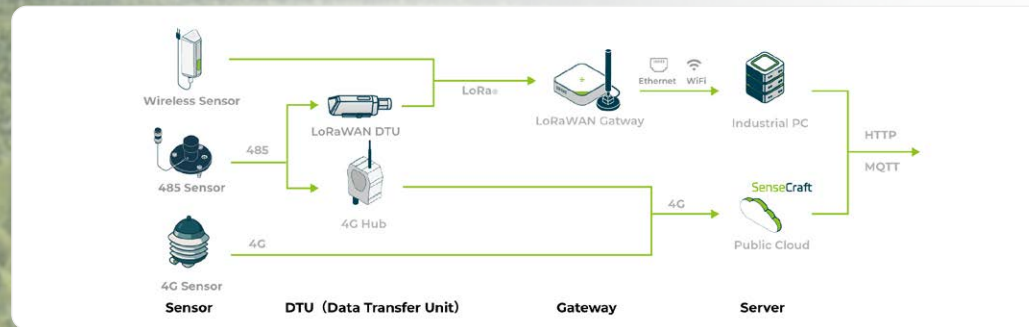 Wireless Sensor
LoRa®
LoRaWAN Gatway
Ethernet
WiFi
Industrial PC
LoRaWAN DTU
485
485 Sensor
4G Hub
4G
4G
4G Sensor
SenseCraft
Public Cloud
HTTP
MQTT
Sensor
DTU（Data Transfer Unit）
Gateway
Server